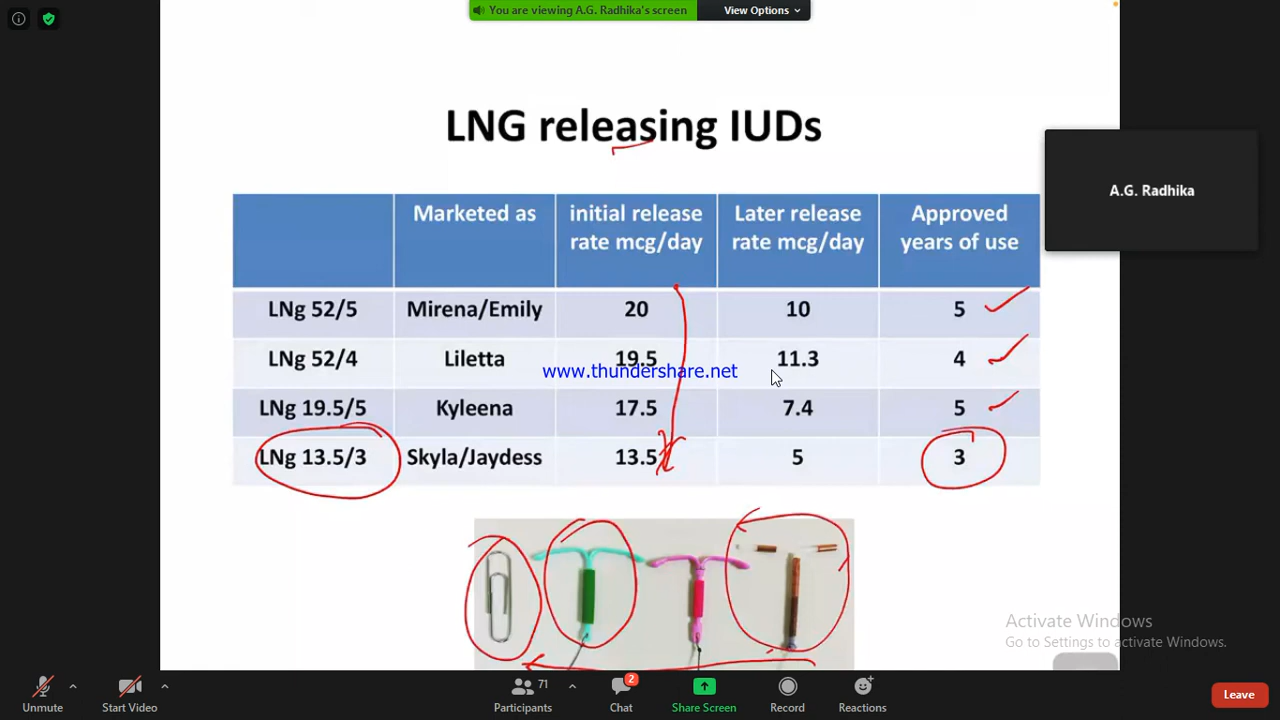 You are viewing A.G. Radhika's screen
View Options
LNG releasing IUDs
A.G. Radhika
Marketed as
initial release
rate mcg/day
Later release
rate mcg/day
Approved
years of use
LNg 52/5 Mirena/Emily 20 10 5
LNg 52/4 Liletta 19.5 11.3 4
www.thundershare.net
LNg 19.5/5 Kyleena 17.5 7.4 5
LNg 13.5/3 Skyla/Jaydess 13.5 5 3
Activate Windows
Go to Settings to activate Windows.
Unmute
Start Video
71
Participants
2
Chat
Share Screen
Record
Reactions
Leave